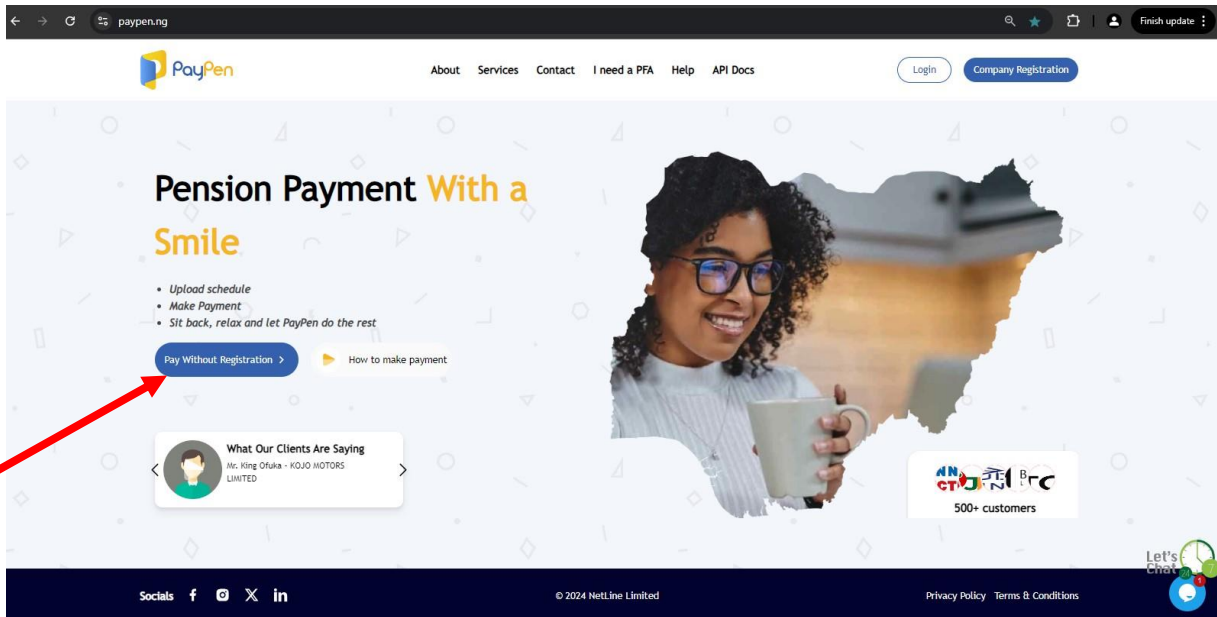 paypen.ng
Finish update
PayPen
About Services Contact I need a PFA Help API Docs
Login
Company Registration
Pension Payment With a
Smile
• Upload schedule
• Make Payment
• Sit back, relax and let PayPen do the rest
Pay Without Registration >
How to make payment
What Our Clients Are Saying
Mr. King Ofuka - KOJO MOTORS
LIMITED
500+ customers
Let's
Chat
24
7
1
Socials
© 2024 NetLine Limited
Privacy Policy Terms & Conditions